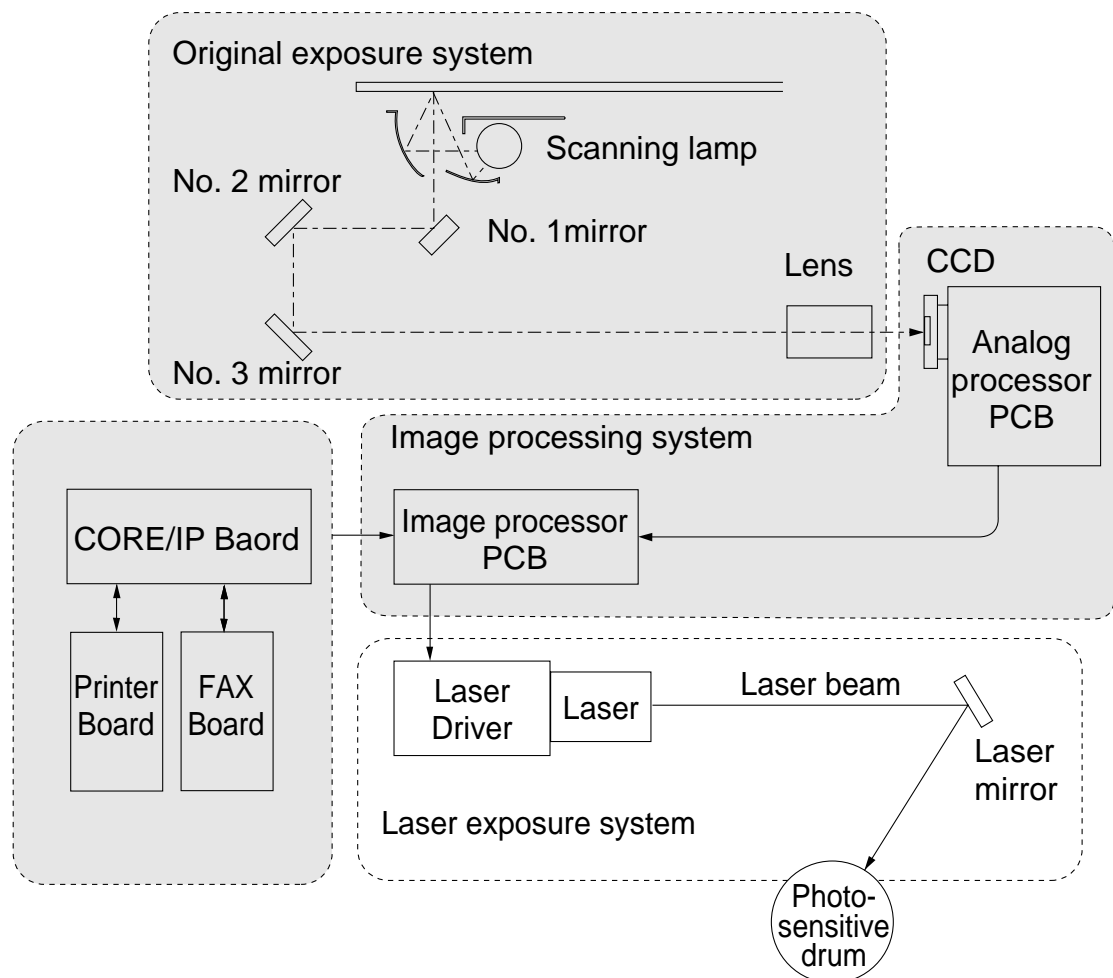 Original exposure system
Scanning lamp
No. 2 mirror
No. 1mirror
Lens
CCD
No. 3 mirror
Analog
processor
PCB
Image processing system
CORE/IP Baord
Image processor
PCB
Printer
Board
FAX
Board
Laser
Driver
Laser
Laser beam
Laser
mirror
Laser exposure system
Photo-
sensitive
drum